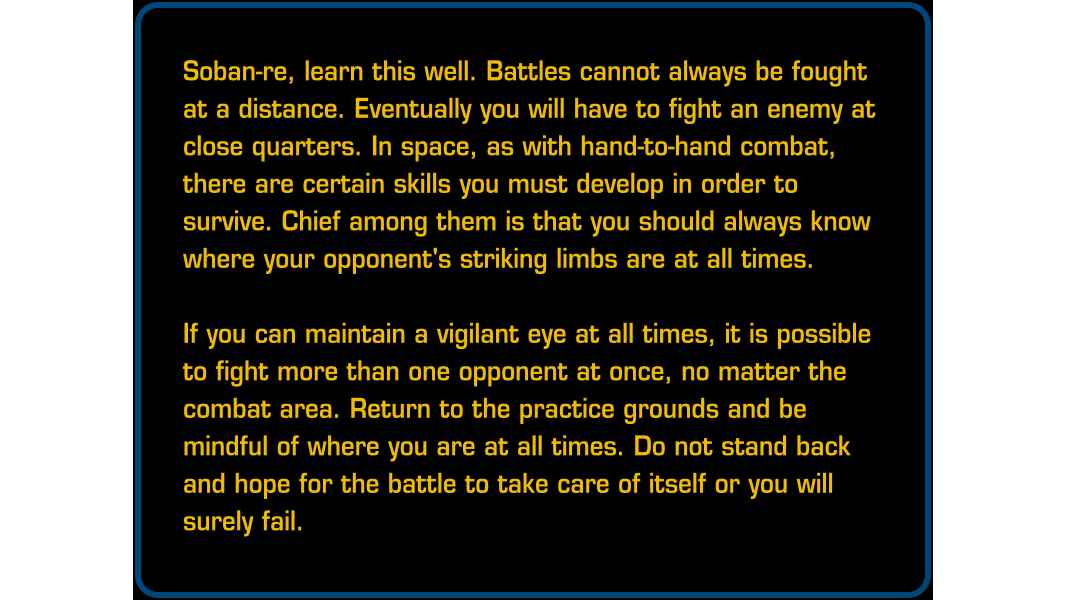 Soban-re, learn this well. Battles cannot always be fought
at a distance. Eventually you will have to fight an enemy at
close quarters. In space, as with hand-to-hand combat,
there are certain skills you must develop in order to
survive. Chief among them is that you should always know
where your opponent's striking limbs are at all times.
If you can maintain a vigilant eye at all times, it is possible
to fight more than one opponent at once, no matter the
combat area. Return to the practice grounds and be
mindful of where you are at all times. Do not stand back
and hope for the battle to take care of itself or you will
surely fail.